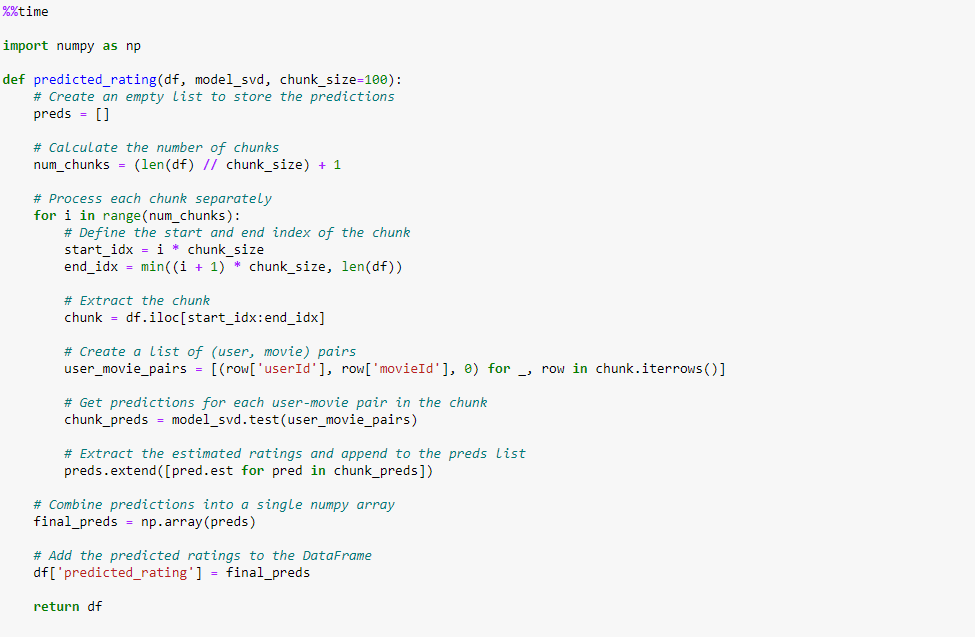 %%time
import numpy as np
def predicted_rating(df, model_svd, chunk_size=100):
    # Create an empty list to store the predictions
    preds = []
    # Calculate the number of chunks
    num_chunks = (len(df) // chunk_size) + 1
    # Process each chunk separately
    for i in range(num_chunks):
        # Define the start and end index of the chunk
        start_idx = i * chunk_size
        end_idx = min((i + 1) * chunk_size, len(df))
        # Extract the chunk
        chunk = df.iloc[start_idx:end_idx]
        # Create a list of (user, movie) pairs
        user_movie_pairs = [(row['userId'], row['movieId'], 0) for _, row in chunk.iterrows()]
        # Get predictions for each user-movie pair in the chunk
        chunk_preds = model_svd.test(user_movie_pairs)
        # Extract the estimated ratings and append to the preds list
        preds.extend([pred.est for pred in chunk_preds])
    # Combine predictions into a single numpy array
    final_preds = np.array(preds)
    # Add the predicted ratings to the DataFrame
    df['predicted_rating'] = final_preds
    return df